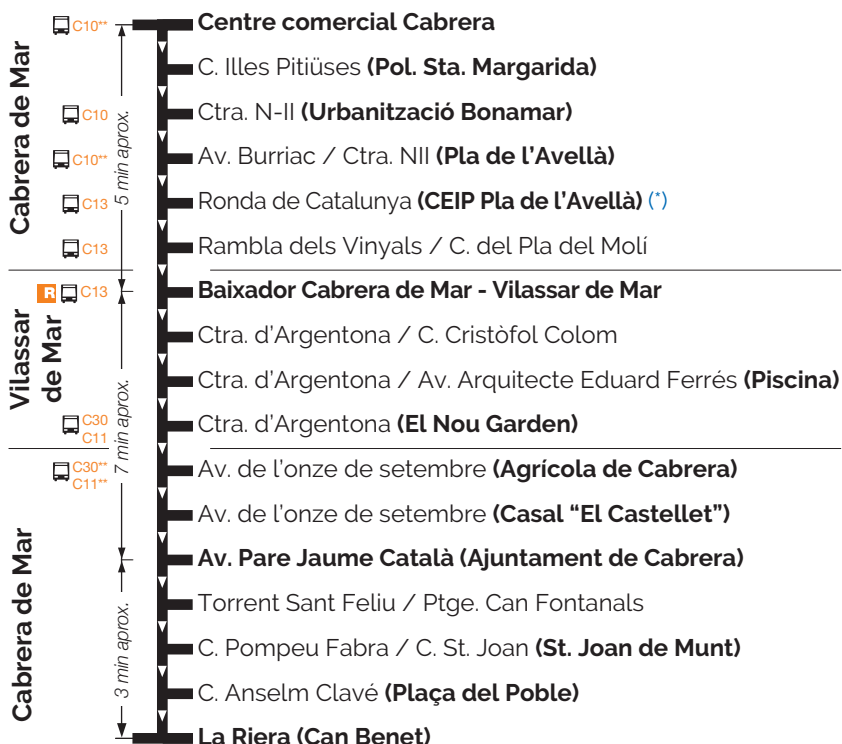 Cabrera de Mar
C10** Centre comercial Cabrera
C. Illes Pitiüses (Pol. Sta. Margarida)
C10 Ctra. N-II (Urbanització Bonamar)
5 min aprox.
C10** Av. Burriac / Ctra. NII (Pla de l'Avellà)
C13 Ronda de Catalunya (CEIP Pla de l'Avellà) (*)
C13 Rambla dels Vinyals / C. del Pla del Molí
Vilassar
de Mar
R C13 Baixador Cabrera de Mar - Vilassar de Mar
Ctra. d'Argentona / C. Cristòfol Colom
Ctra. d'Argentona / Av. Arquitecte Eduard Ferrés (Piscina)
7 min aprox.
C30 Ctra. d'Argentona (El Nou Garden)
C11
Cabrera de Mar
C30** Av. de l'onze de setembre (Agrícola de Cabrera)
C11**
Av. de l'onze de setembre (Casal "El Castellet")
Av. Pare Jaume Català (Ajuntament de Cabrera)
Torrent Sant Feliu / Ptge. Can Fontanals
3 min aprox.
C. Pompeu Fabra / C. St. Joan (St. Joan de Munt)
C. Anselm Clavé (Plaça del Poble)
La Riera (Can Benet)